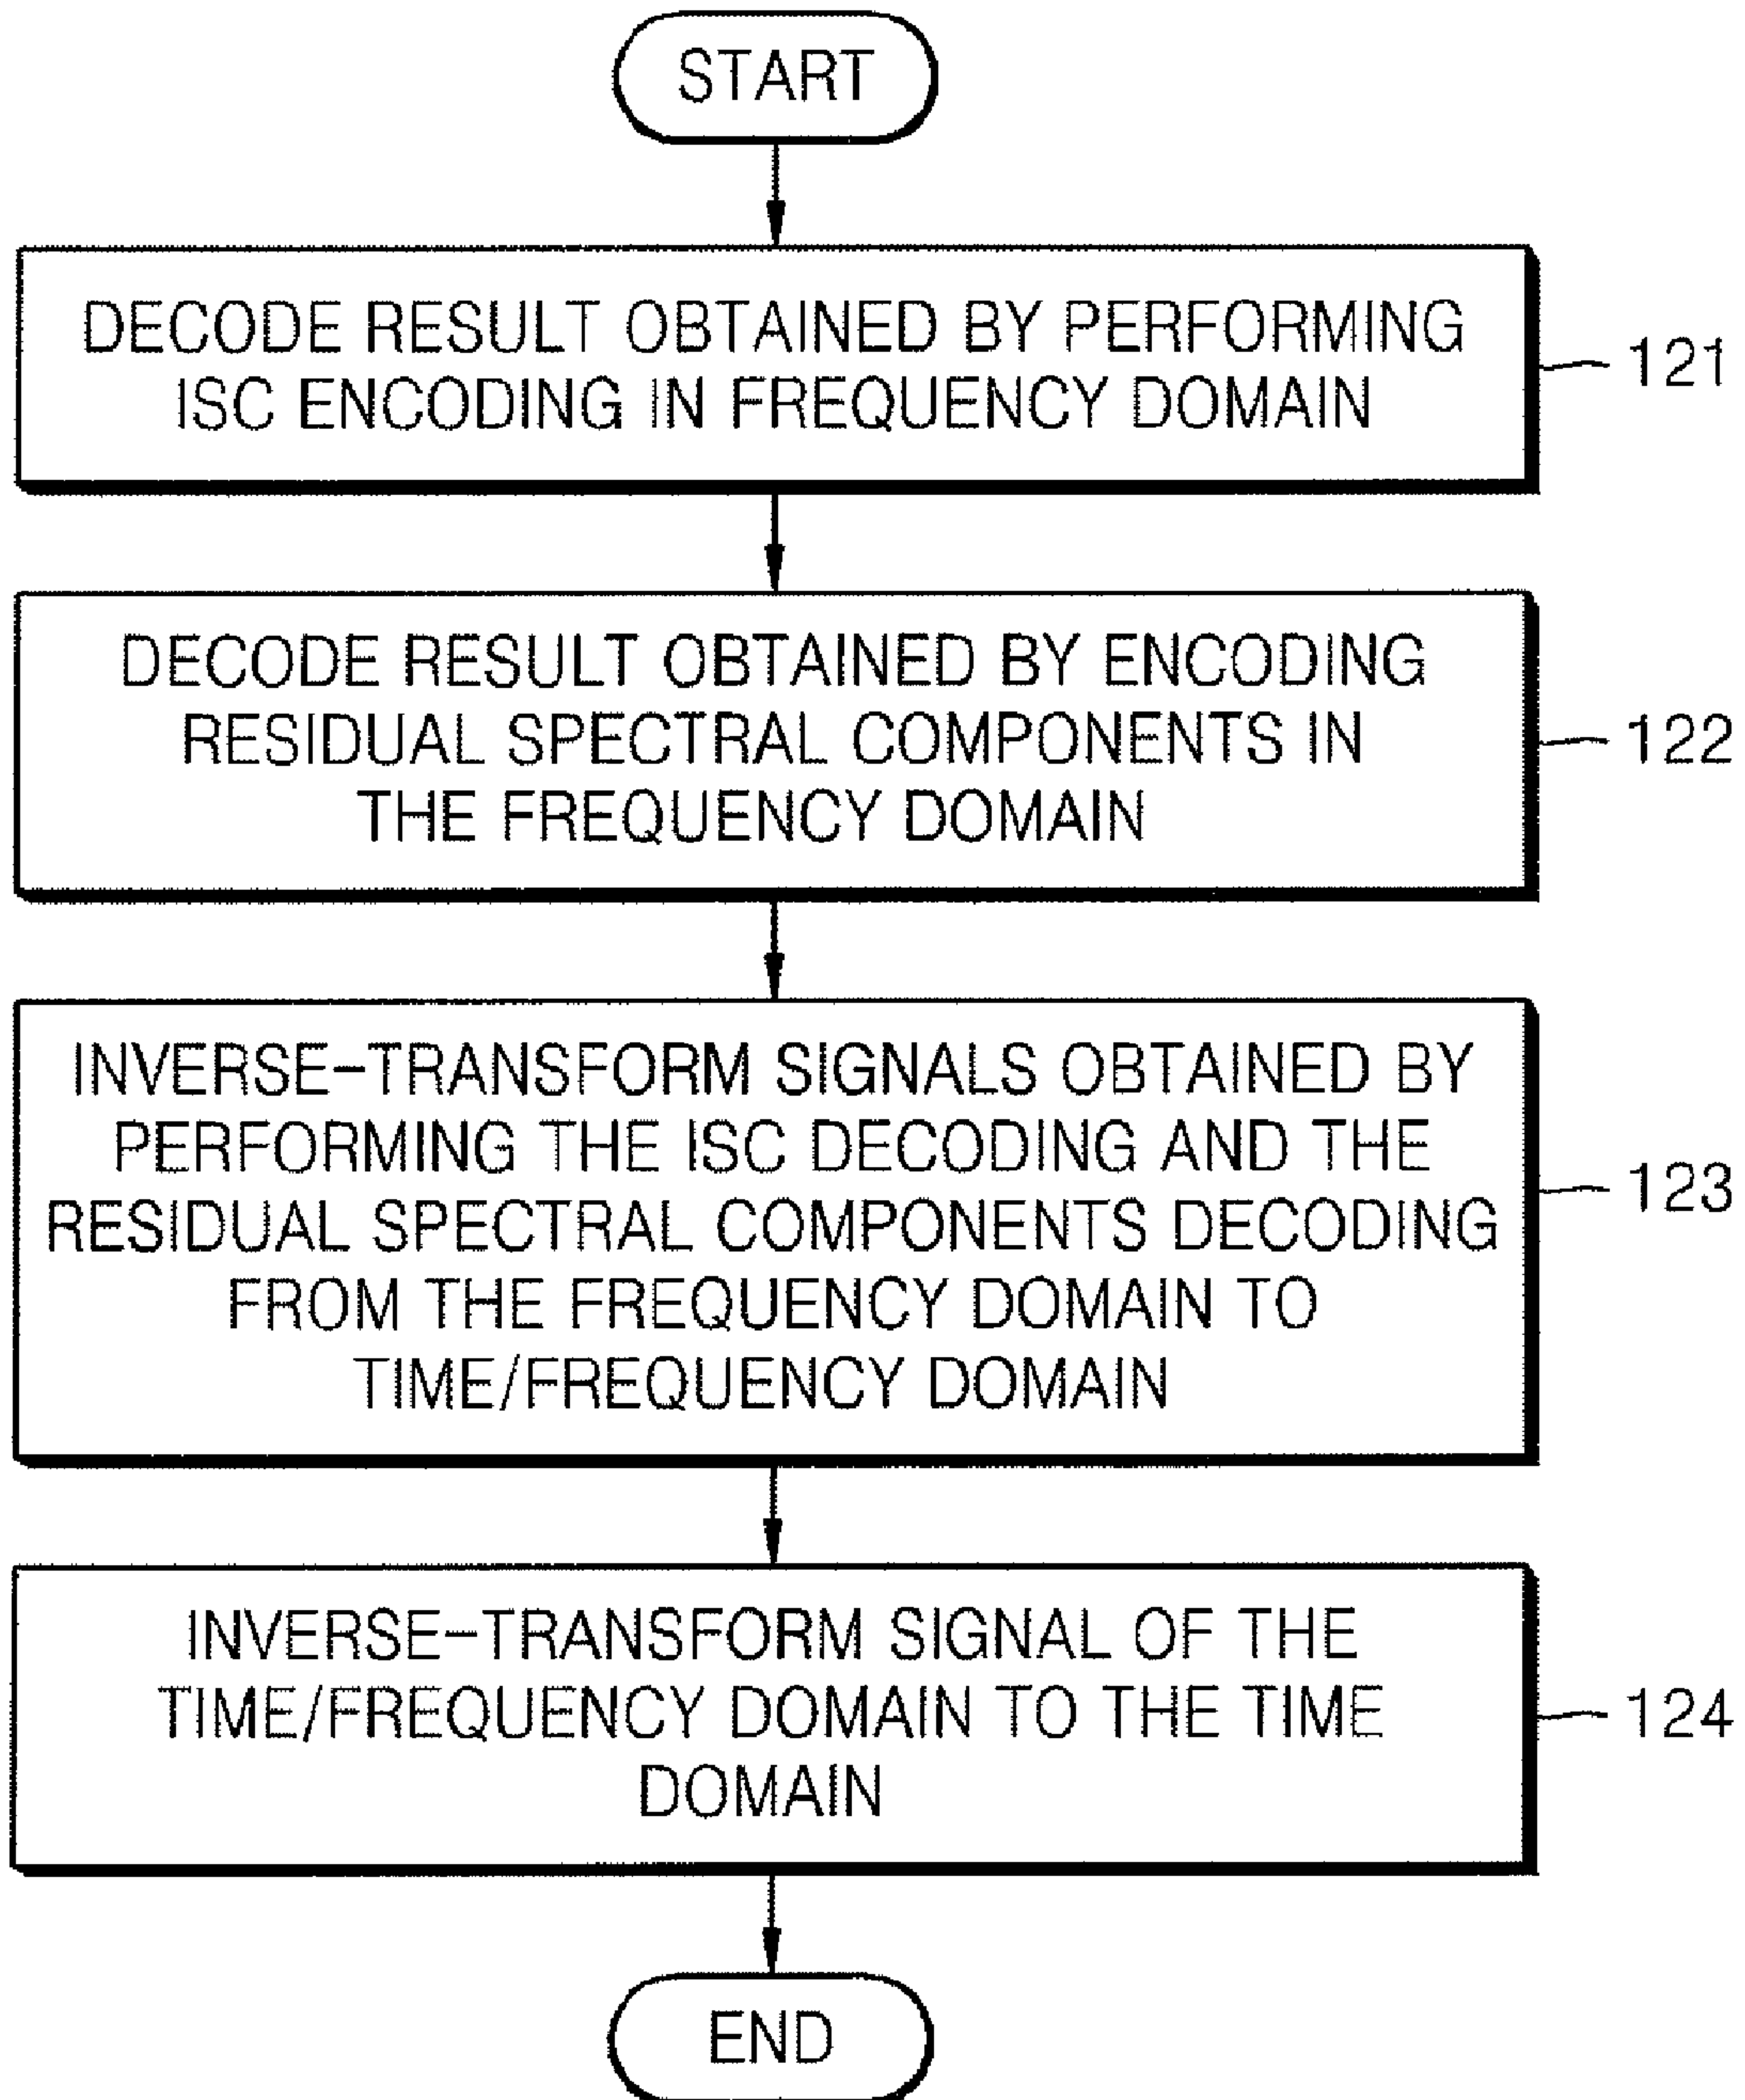 START
DECODE RESULT OBTAINED BY PERFORMING
ISC ENCODING IN FREQUENCY DOMAIN
121
DECODE RESULT OBTAINED BY ENCODING
RESIDUAL SPECTRAL COMPONENTS IN
THE FREQUENCY DOMAIN
122
INVERSE-TRANSFORM SIGNALS OBTAINED BY
PERFORMING THE ISC DECODING AND THE
RESIDUAL SPECTRAL COMPONENTS DECODING
FROM THE FREQUENCY DOMAIN TO
TIME/FREQUENCY DOMAIN
123
INVERSE-TRANSFORM SIGNAL OF THE
TIME/FREQUENCY DOMAIN TO THE TIME
DOMAIN
124
END